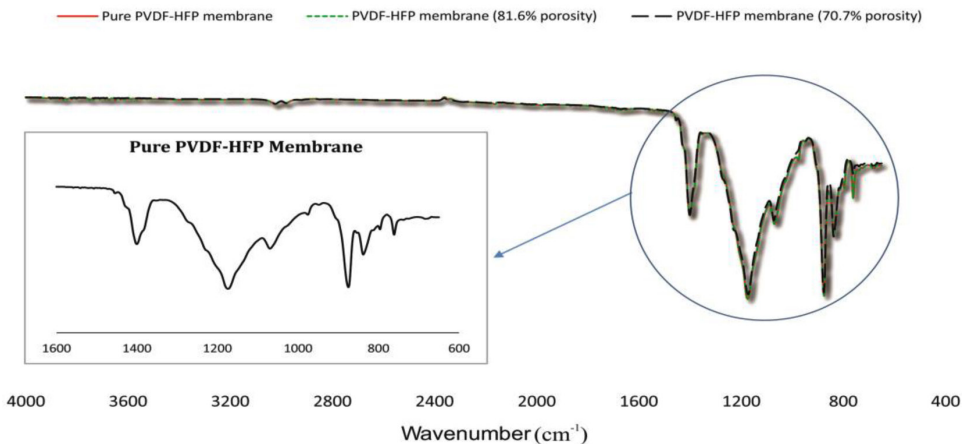 Pure PVDF-HFP membrane PVDF-HFP membrane (81.6% porosity) PVDF-HFP membrane (70.7% porosity)
Pure PVDF-HFP Membrane
1600 1400 1200 1000 800 600
4000 3600 3200 2800 2400 2000 1600 1200 800 400
Wavenumber (cm⁻¹)